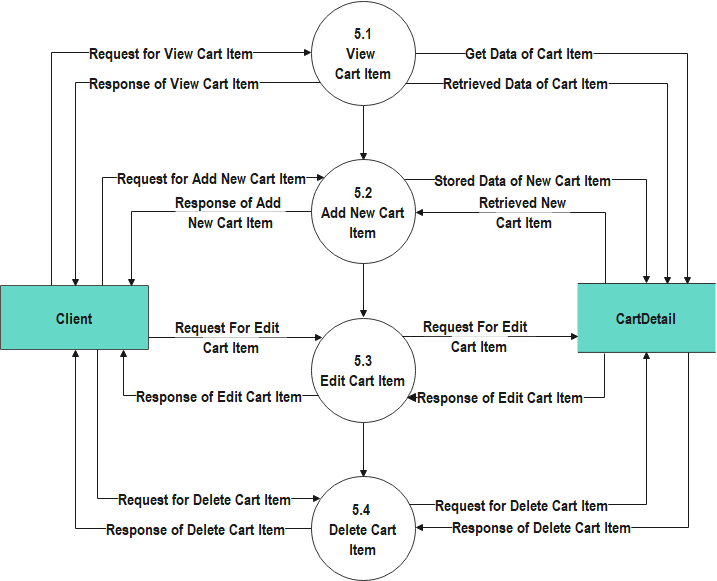 5.1
View
Cart Item
Request for View Cart Item
Get Data of Cart Item
Response of View Cart Item
Retrieved Data of Cart Item
Request for Add New Cart Item
5.2
Add New Cart
Item
Stored Data of New Cart Item
Response of Add
New Cart Item
Retrieved New
Cart Item
Client
CartDetail
Request For Edit
Cart Item
5.3
Edit Cart Item
Request For Edit
Cart Item
Response of Edit Cart Item
Response of Edit Cart Item
Request for Delete Cart Item
5.4
Delete Cart
Item
Request for Delete Cart Item
Response of Delete Cart Item
Response of Delete Cart Item